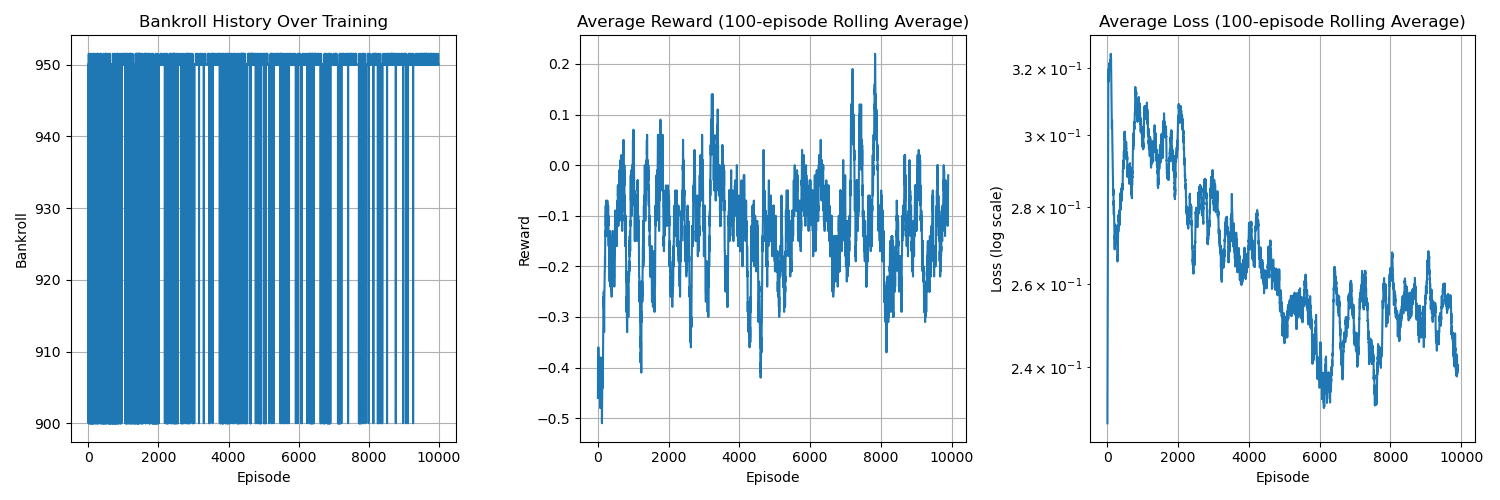 Bankroll History Over Training
Bankroll
950
940
930
920
910
900
0 2000 4000 6000 8000 10000
Episode
Average Reward (100-episode Rolling Average)
Reward
0.2
0.1
0.0
−0.1
−0.2
−0.3
−0.4
−0.5
0 2000 4000 6000 8000 10000
Episode
Average Loss (100-episode Rolling Average)
Loss (log scale)
3.2 × 10⁻¹
3 × 10⁻¹
2.8 × 10⁻¹
2.6 × 10⁻¹
2.4 × 10⁻¹
0 2000 4000 6000 8000 10000
Episode